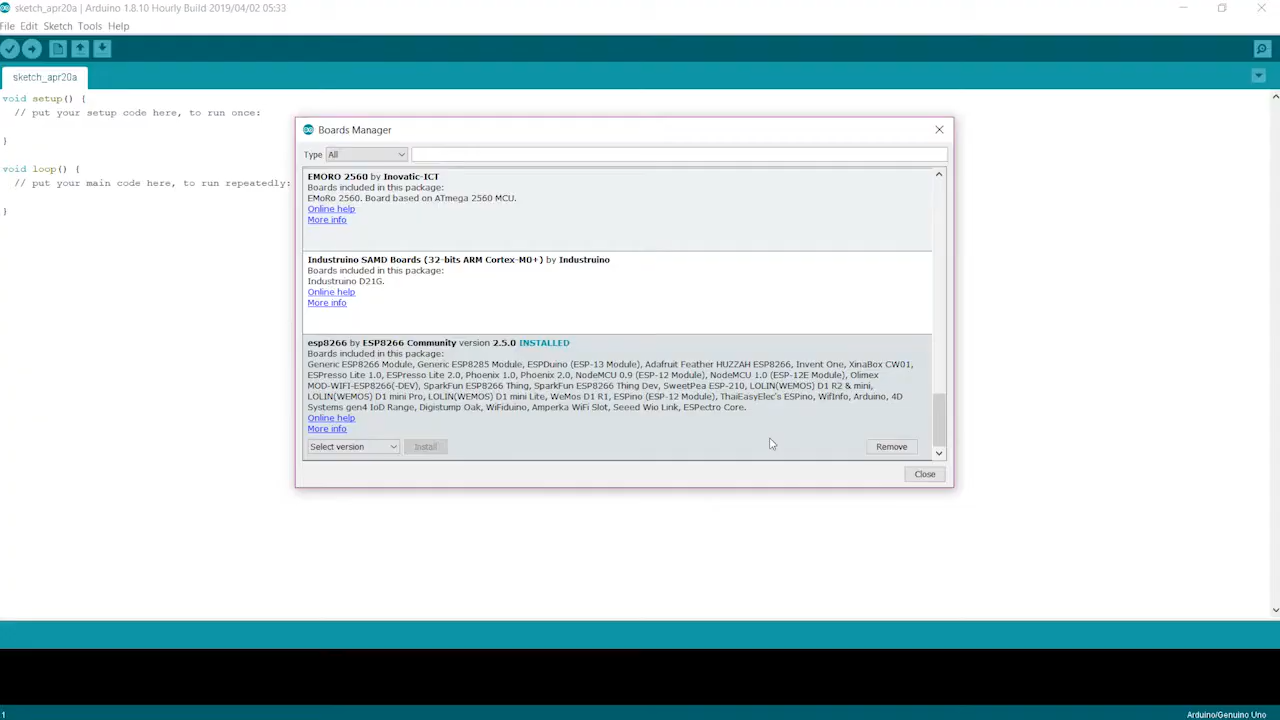 sketch_apr20a | Arduino 1.8.10 Hourly Build 2019/04/02 05:33
File Edit Sketch Tools Help
sketch_apr20a
void setup() {
// put your setup code here, to run once:
}
void loop() {
// put your main code here, to run repeatedly:
}
Boards Manager
Type All
EMORO 2560 by Inovatic-ICT
Boards included in this package:
EMoRo 2560. Board based on ATmega 2560 MCU.
Online help
More info
Industruino SAMD Boards (32-bits ARM Cortex-M0+) by Industruino
Boards included in this package:
Industruino D21G.
Online help
More info
esp8266 by ESP8266 Community version 2.5.0 INSTALLED
Boards included in this package:
Generic ESP8266 Module, Generic ESP8285 Module, ESPDuino (ESP-13 Module), Adafruit Feather HUZZAH ESP8266, Invent One, XinaBox CW01,
ESPresso Lite 1.0, ESPresso Lite 2.0, Phoenix 1.0, Phoenix 2.0, NodeMCU 0.9 (ESP-12 Module), NodeMCU 1.0 (ESP-12E Module), Olimex
MOD-WIFI-ESP8266(-DEV), SparkFun ESP8266 Thing, SparkFun ESP8266 Thing Dev, SweetPea ESP-210, LOLIN(WEMOS) D1 R2 & mini,
LOLIN(WEMOS) D1 mini Pro, LOLIN(WEMOS) D1 mini Lite, WeMos D1 R1, ESPino (ESP-12 Module), ThaiEasyElec's ESPino, WifInfo, Arduino, 4D
Systems gen4 IoD Range, Digistump Oak, WiFiduino, Amperka WiFi Slot, Seeed Wio Link, ESPectro Core.
Online help
More info
Select version Install Remove
Close
1 Arduino/Genuino Uno